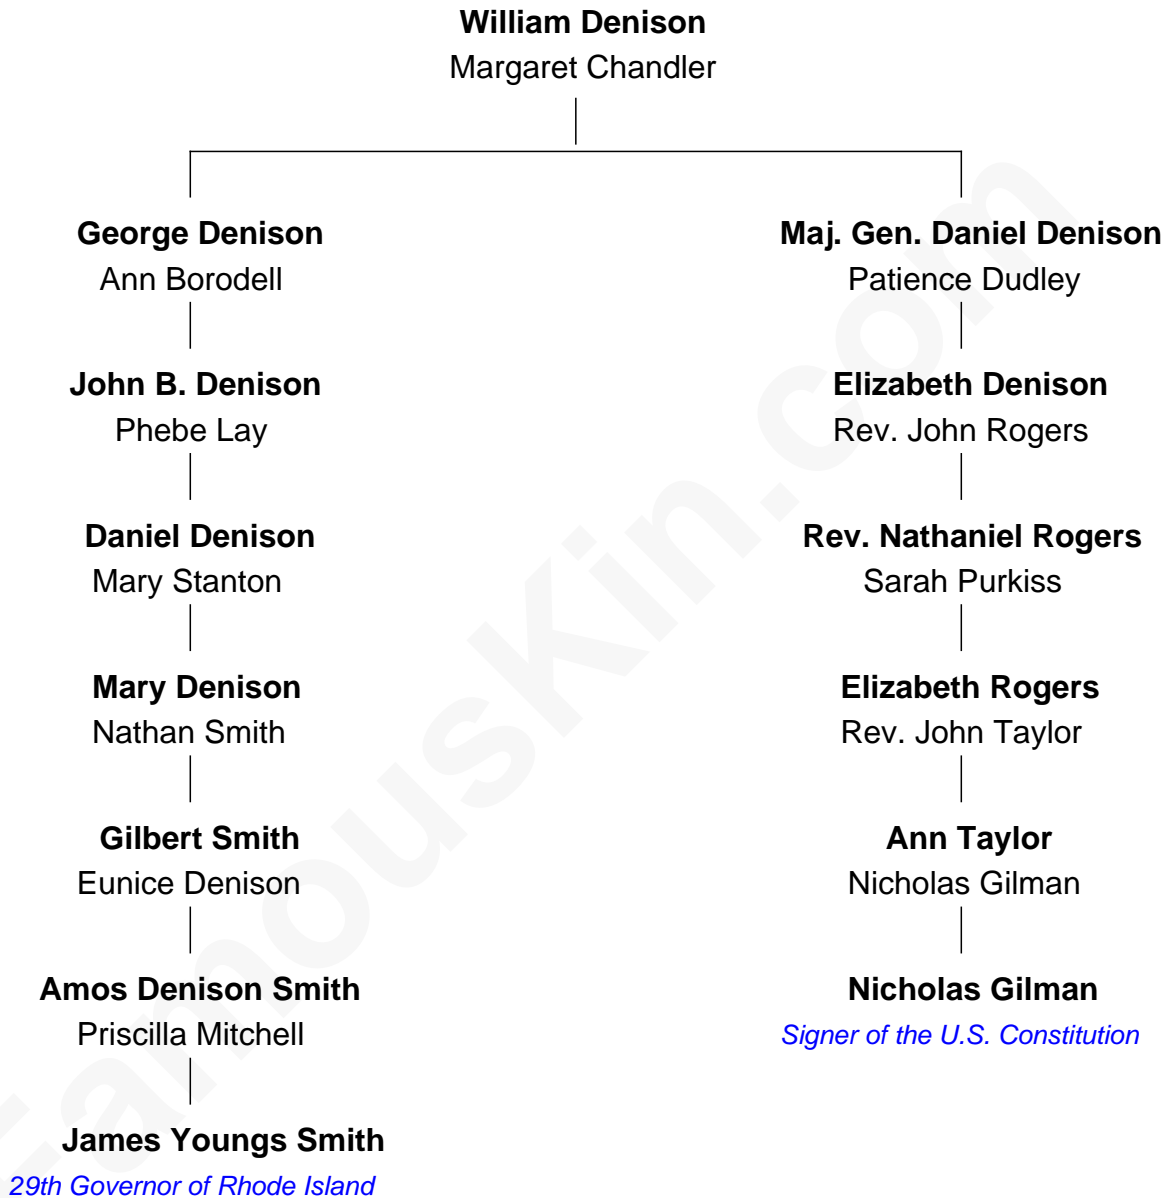 William Denison
Margaret Chandler
George Denison
Ann Borodell
John B. Denison
Phebe Lay
Daniel Denison
Mary Stanton
Mary Denison
Nathan Smith
Gilbert Smith
Eunice Denison
Amos Denison Smith
Priscilla Mitchell
James Youngs Smith
29th Governor of Rhode Island
Maj. Gen. Daniel Denison
Patience Dudley
Elizabeth Denison
Rev. John Rogers
Rev. Nathaniel Rogers
Sarah Purkiss
Elizabeth Rogers
Rev. John Taylor
Ann Taylor
Nicholas Gilman
Nicholas Gilman
Signer of the U.S. Constitution
FamousKin.com